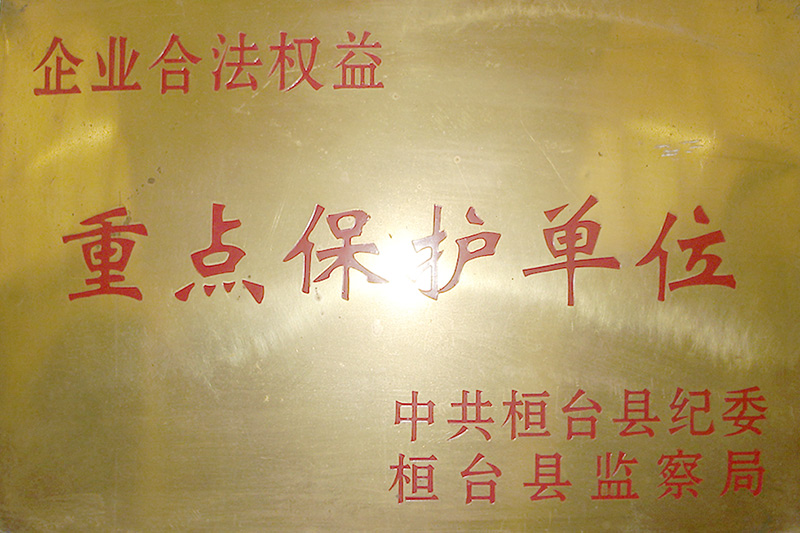 企业合法权益
重点保护单位
中共桓台县纪委
桓台县监察局